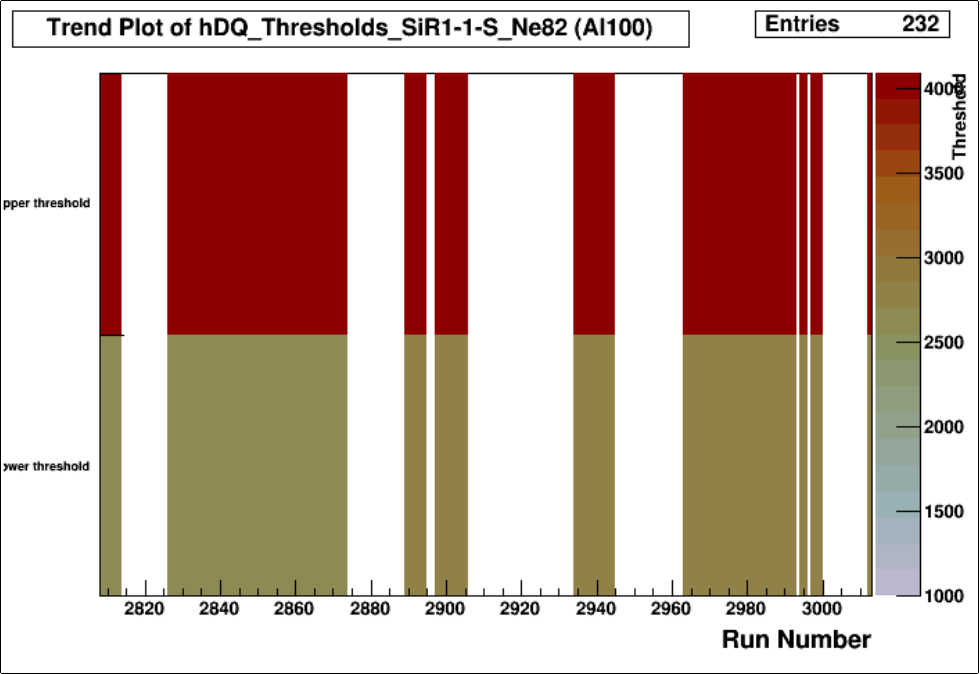 Trend Plot of hDQ_Thresholds_SiR1-1-S_Ne82 (Al100)
Entries 232
4000
Threshold
3500
pper threshold
3000
2500
2000
ower threshold
1500
1000
2820 2840 2860 2880 2900 2920 2940 2960 2980 3000
Run Number